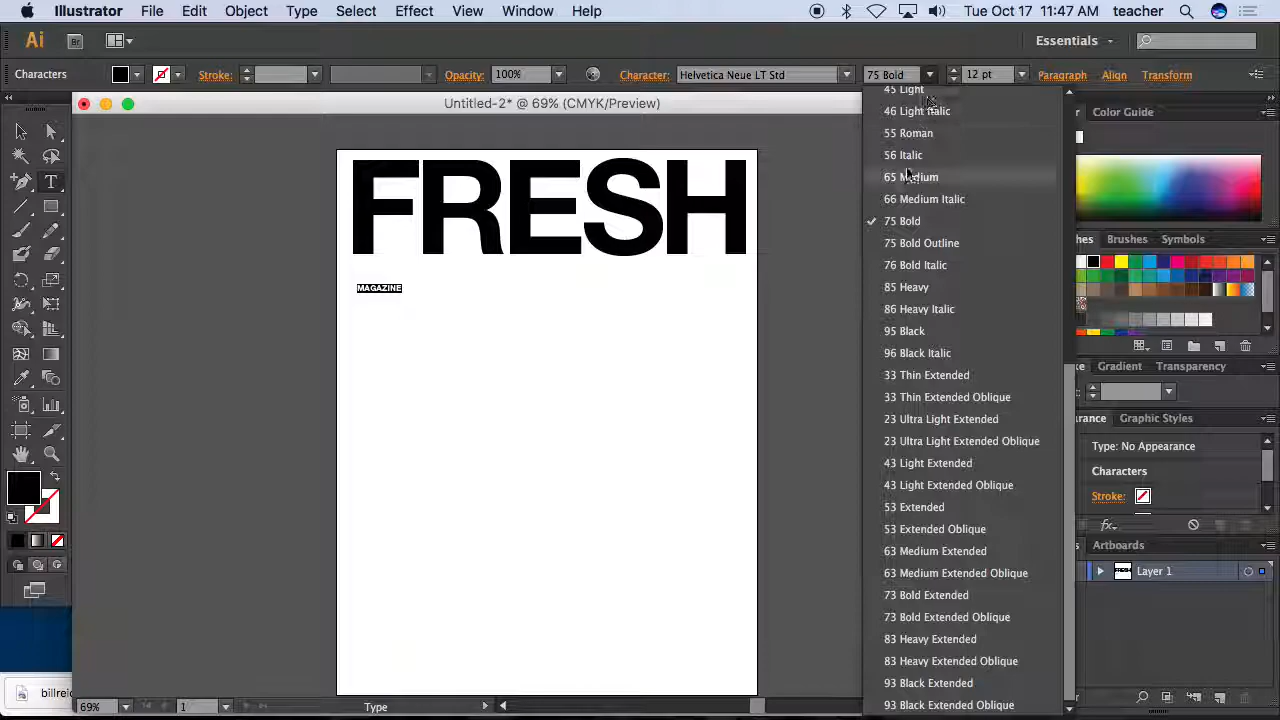 Illustrator File Edit Object Type Select Effect View Window Help Tue Oct 17 11:47 AM teacher
Ai Br Essentials
Characters Stroke: Opacity: 100% Character: Helvetica Neue LT Std 75 Bold 12 pt Paragraph Align Transform
Untitled-2* @ 69% (CMYK/Preview)
FRESH
MAGAZINE
45 Light
46 Light Italic
55 Roman
56 Italic
65 Medium
66 Medium Italic
75 Bold
75 Bold Outline
76 Bold Italic
85 Heavy
86 Heavy Italic
95 Black
96 Black Italic
33 Thin Extended
33 Thin Extended Oblique
23 Ultra Light Extended
23 Ultra Light Extended Oblique
43 Light Extended
43 Light Extended Oblique
53 Extended
53 Extended Oblique
63 Medium Extended
63 Medium Extended Oblique
73 Bold Extended
73 Bold Extended Oblique
83 Heavy Extended
83 Heavy Extended Oblique
93 Black Extended
93 Black Extended Oblique
r Color Guide
hes Brushes Symbols
ke Gradient Transparency
arance Graphic Styles
Type: No Appearance
Characters
Stroke:
fx
s Artboards
FRESH Layer 1
billreic
69% 1 Type